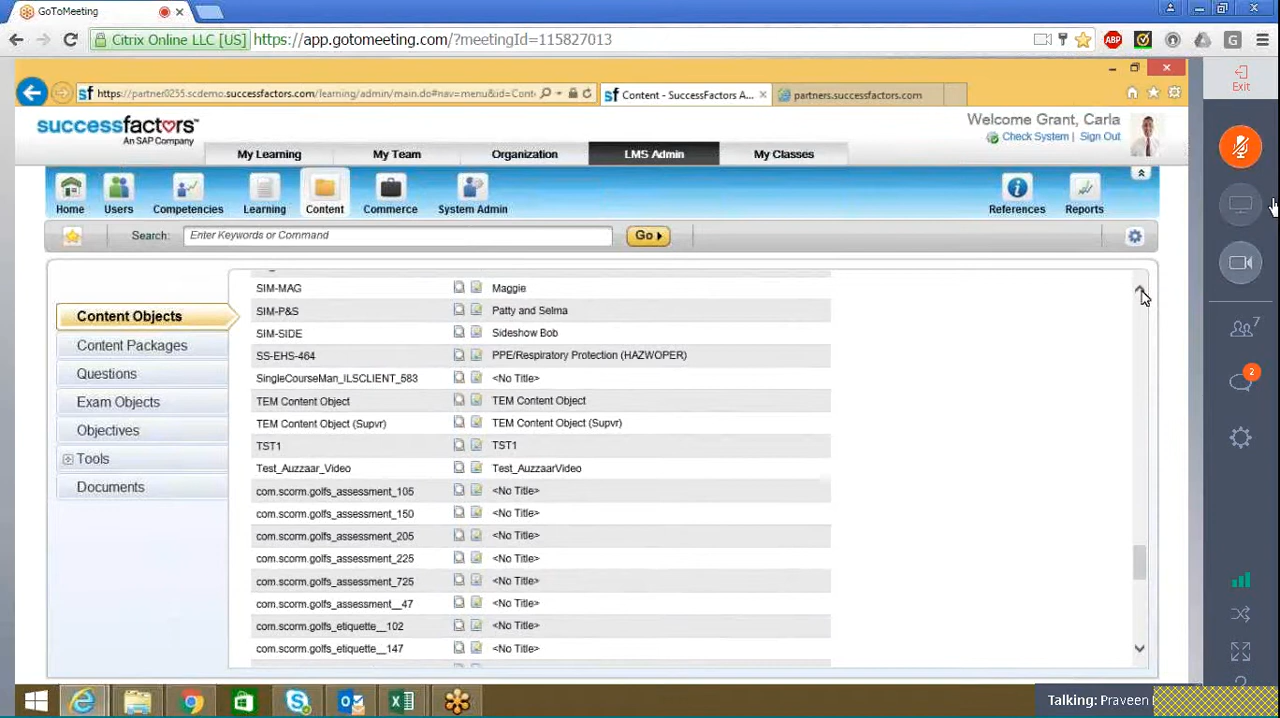 GoToMeeting
Citrix Online LLC [US] https://app.gotomeeting.com/?meetingId=115827013
ABP
G
sf https://partner0255.scdemo.successfactors.com/learning/admin/main.do#nav=menu&id=Cont
sf Content - SuccessFactors A...
partners.successfactors.com
Exit
successfactors™
An SAP Company
Welcome Grant, Carla
Check System | Sign Out
My Learning My Team Organization LMS Admin My Classes
Home Users Competencies Learning Content Commerce System Admin References Reports
Search: Enter Keywords or Command Go
Content Objects
Content Packages
Questions
Exam Objects
Objectives
Tools
Documents
SIM-MAG Maggie
SIM-P&S Patty and Selma
SIM-SIDE Sideshow Bob
SS-EHS-464 PPE/Respiratory Protection (HAZWOPER)
SingleCourseMan_ILSCLIENT_583 <No Title>
TEM Content Object TEM Content Object
TEM Content Object (Supvr) TEM Content Object (Supvr)
TST1 TST1
Test_Auzzaar_Video Test_AuzzaarVideo
com.scorm.golfs_assessment_105 <No Title>
com.scorm.golfs_assessment_150 <No Title>
com.scorm.golfs_assessment_205 <No Title>
com.scorm.golfs_assessment_225 <No Title>
com.scorm.golfs_assessment_725 <No Title>
com.scorm.golfs_assessment__47 <No Title>
com.scorm.golfs_etiquette__102 <No Title>
com.scorm.golfs_etiquette__147 <No Title>
7
2
Talking: Praveen